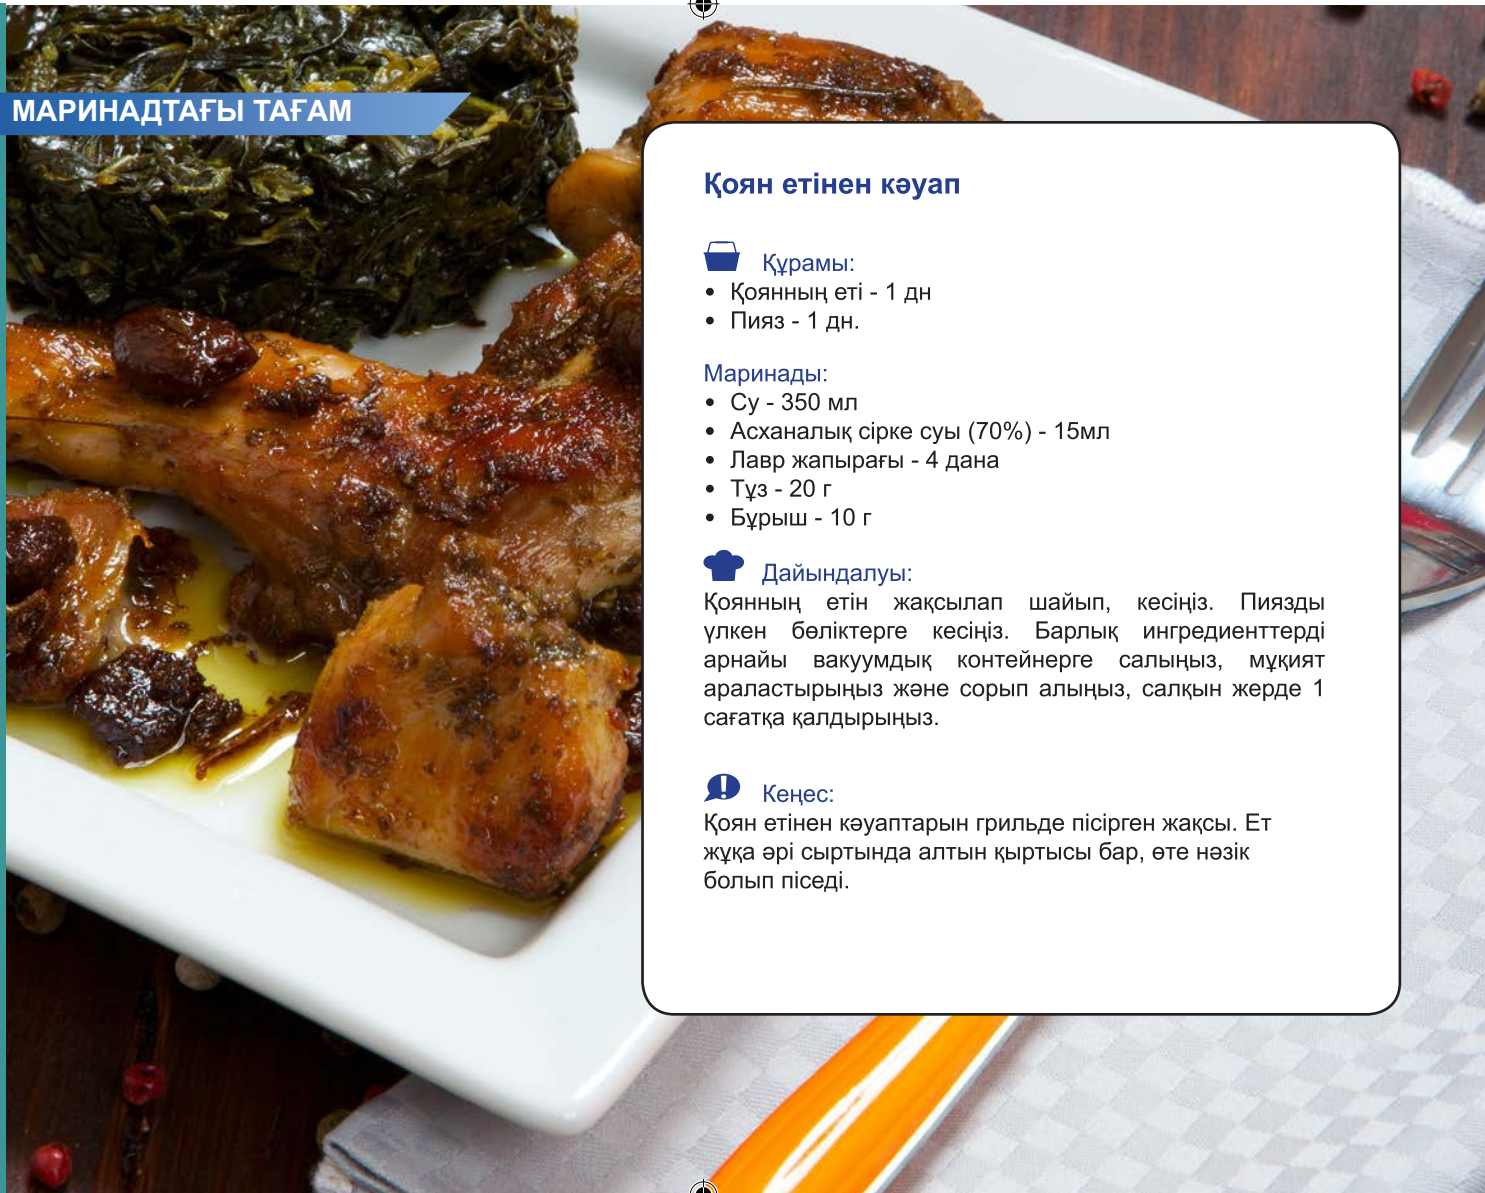 МАРИНАДТАҒЫ ТАҒАМ
Қоян етінен кәуап
Құрамы:
• Қоянның еті - 1 дн
• Пияз - 1 дн.
Маринады:
• Су - 350 мл
• Асханалық сірке суы (70%) - 15мл
• Лавр жапырағы - 4 дана
• Тұз - 20 г
• Бұрыш - 10 г
Дайындалуы:
Қоянның етін жақсылап шайып, кесіңіз. Пиязды
үлкен бөліктерге кесіңіз. Барлық ингредиенттерді
арнайы вакуумдық контейнерге салыңыз, мұқият
араластырыңыз және сорып алыңыз, салқын жерде 1
сағатқа қалдырыңыз.
Кеңес:
Қоян етінен кәуаптарын грильде пісірген жақсы. Ет
жұқа әрі сыртында алтын қыртысы бар, өте нәзік
болып піседі.